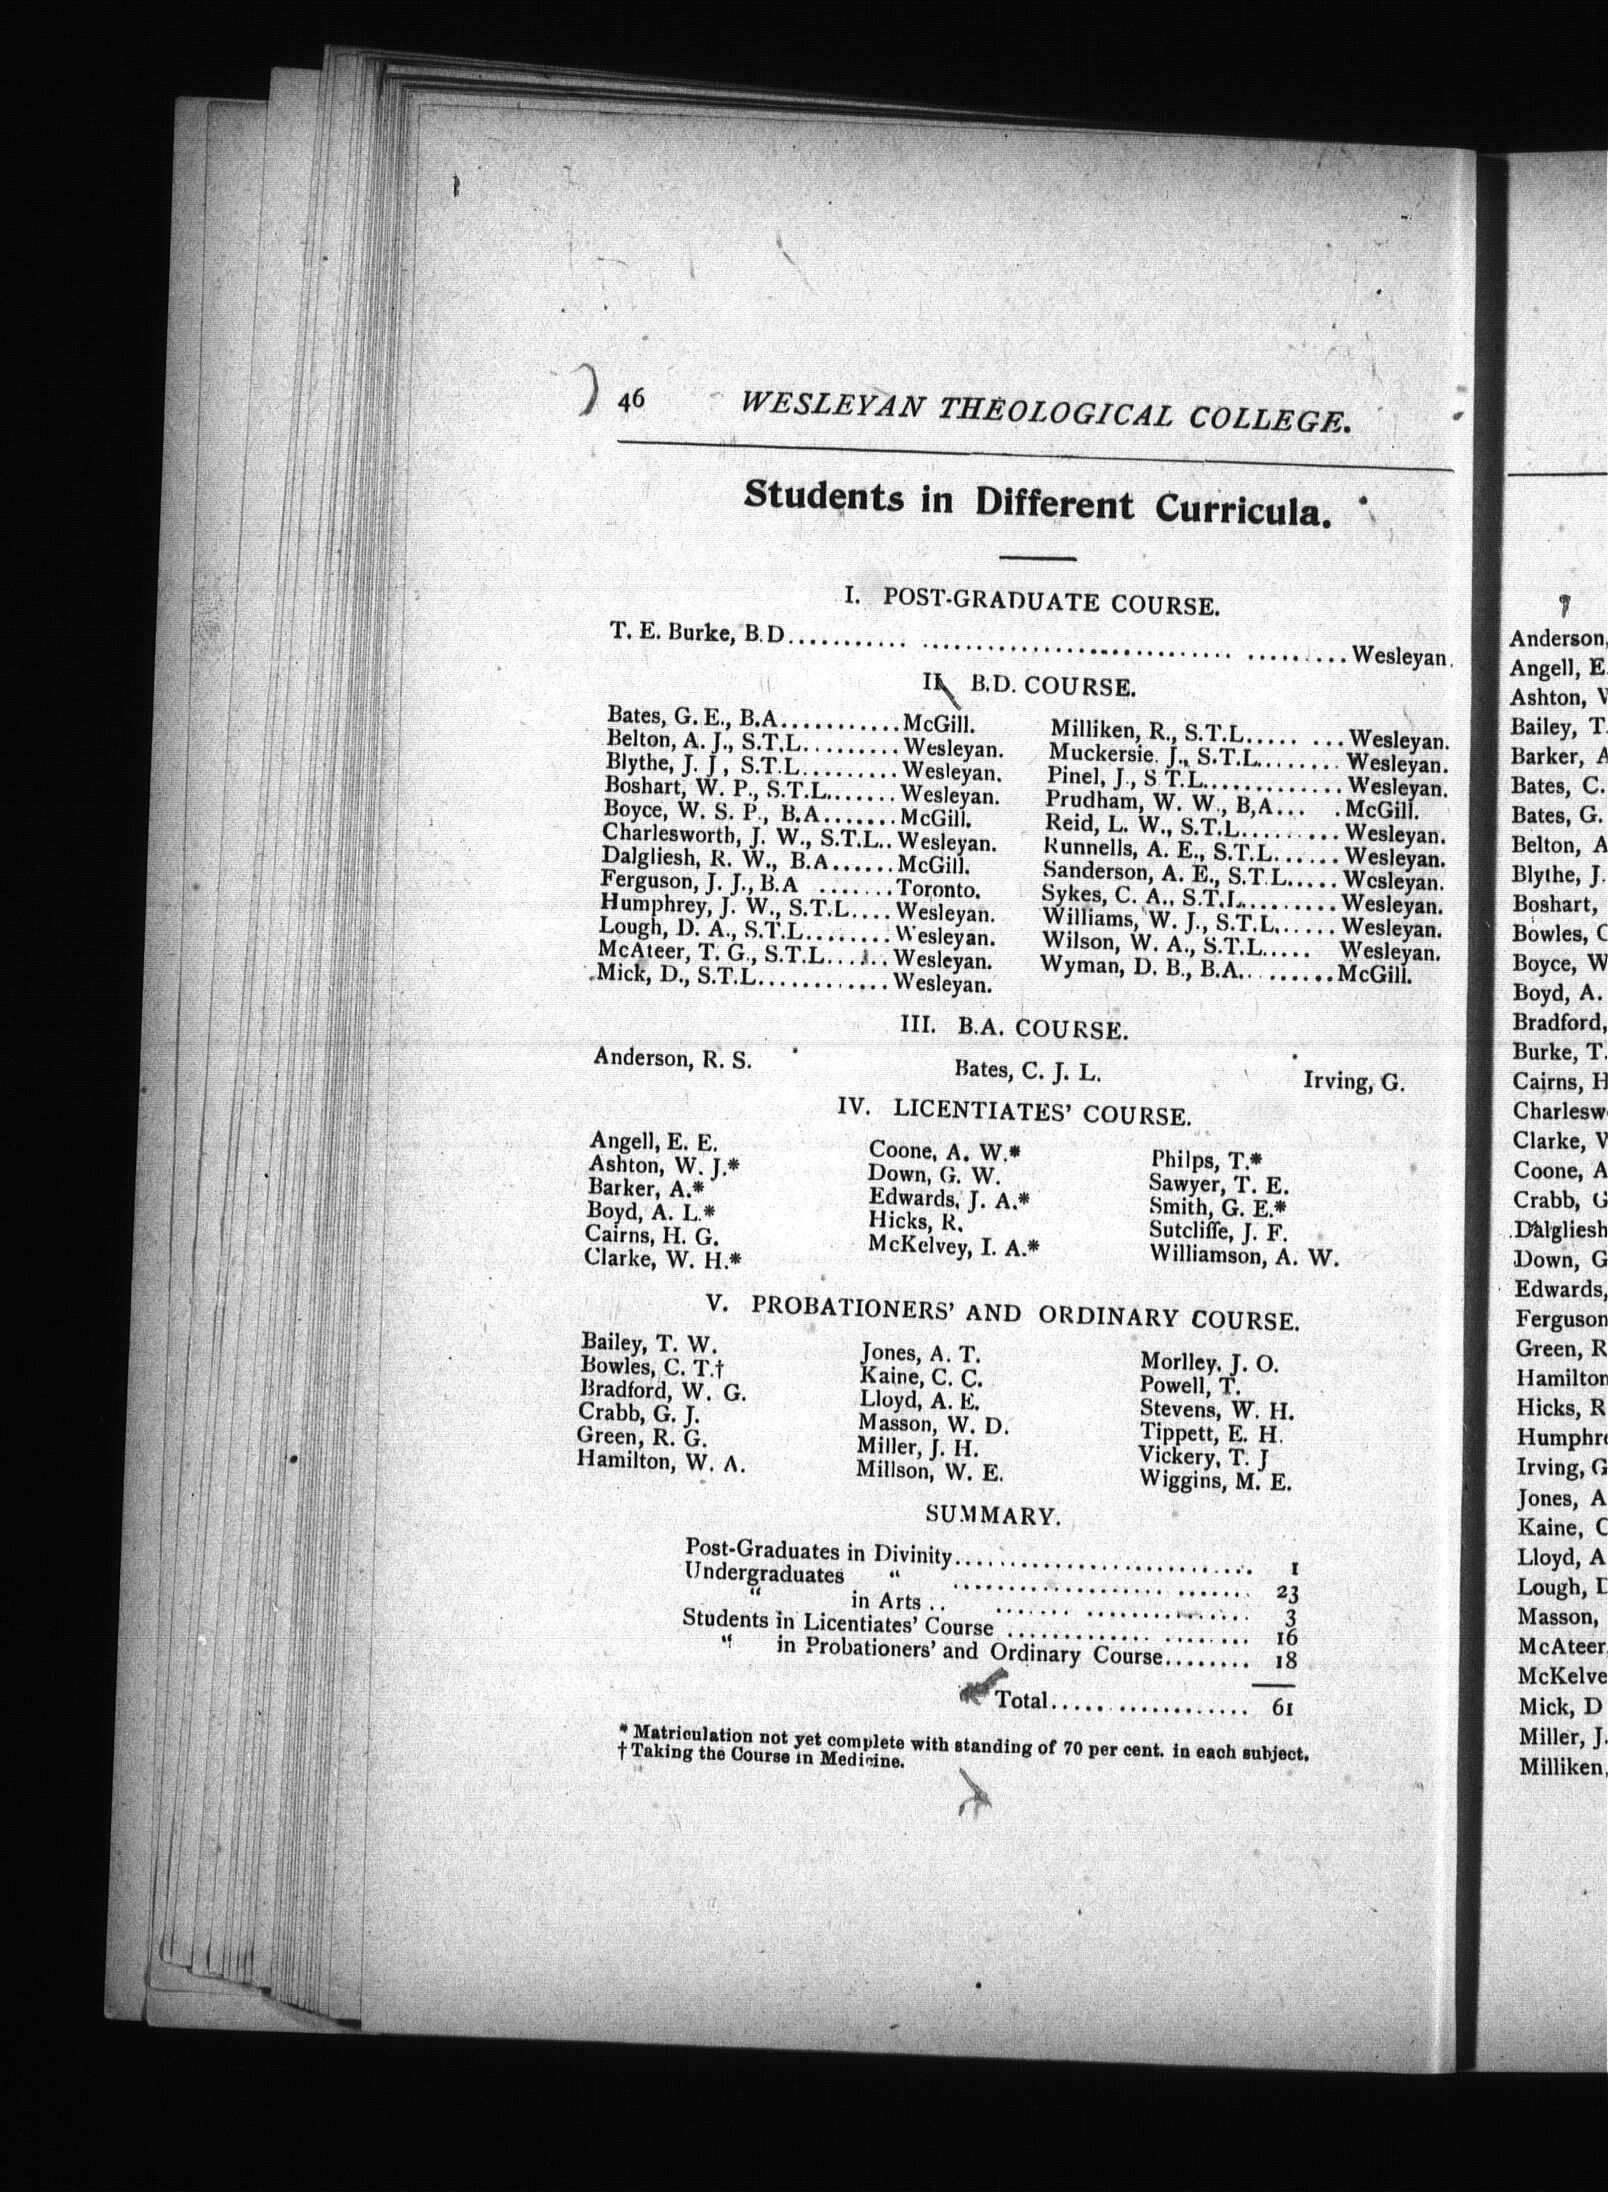 46 WESLEYAN THEOLOGICAL COLLEGE.
Students in Different Curricula.
I. POST-GRADUATE COURSE.
T. E. Burke, B.D........... ............................ .........Wesleyan.
II. B.D. COURSE.
Bates, G. E., B.A...........McGill.
Belton, A. J., S.T.L.........Wesleyan.
Blythe, J. J , S.T.L.........Wesleyan.
Boshart, W. P., S.T.L.......Wesleyan.
Boyce, W. S. P., B.A.......McGill.
Charlesworth, J. W., S.T.L..Wesleyan.
Dalgliesh, R. W., B.A......McGill.
Ferguson, J. J., B.A .......Toronto.
Humphrey, J. W., S.T.L....Wesleyan.
Lough, D. A., S.T.L........Wesleyan.
McAteer, T. G., S.T.L......Wesleyan.
Mick, D., S.T.L............Wesleyan.
Milliken, R., S.T.L..... ...Wesleyan.
Muckersie. J., S.T.L........Wesleyan.
Pinel, J., S T.L.............Wesleyan.
Prudham, W. W., B,A... .McGill.
Reid, L. W., S.T.L.........Wesleyan.
Runnells, A. E., S.T.L......Wesleyan.
Sanderson, A. E., S.T.L.....Wesleyan.
Sykes, C. A., S.T.L.........Wesleyan.
Williams, W. J., S.T.L......Wesleyan.
Wilson, W. A., S.T.L..... Wesleyan.
Wyman, D. B., B.A.. .......McGill.
III. B.A. COURSE.
Anderson, R. S. Bates, C. J. L. Irving, G.
IV. LICENTIATES' COURSE.
Angell, E. E.
Ashton, W. J.*
Barker, A.*
Boyd, A. L.*
Cairns, H. G.
Clarke, W. H.*
Coone, A. W.*
Down, G. W.
Edwards, J. A.*
Hicks, R.
McKelvey, I. A.*
Philps, T.*
Sawyer, T. E.
Smith, G. E.*
Sutcliffe, J. F.
Williamson, A. W.
V. PROBATIONERS' AND ORDINARY COURSE.
Bailey, T. W.
Bowles, C. T.†
Bradford, W. G.
Crabb, G. J.
Green, R. G.
Hamilton, W. A.
Jones, A. T.
Kaine, C. C.
Lloyd, A. E.
Masson, W. D.
Miller, J. H.
Millson, W. E.
Morlley, J. O.
Powell, T.
Stevens, W. H.
Tippett, E. H.
Vickery, T. J
Wiggins, M. E.
SUMMARY.
Post-Graduates in Divinity........................... 1
Undergraduates " ................... ....... 23
" in Arts .. ....... ............... 3
Students in Licentiates' Course ............. ........ 16
" in Probationers' and Ordinary Course........ 18
Total.................. 61
* Matriculation not yet complete with standing of 70 per cent. in each subject.
† Taking the Course in Medicine.
Anderson,
Angell, E.
Ashton, W
Bailey, T.
Barker, A
Bates, C.
Bates, G.
Belton, A
Blythe, J.
Boshart,
Bowles, C
Boyce, W
Boyd, A.
Bradford,
Burke, T.
Cairns, H
Charlesw
Clarke, W
Coone, A
Crabb, G
Dalgliesh
Down, G
Edwards,
Ferguson
Green, R
Hamilton
Hicks, R
Humphre
Irving, G
Jones, A
Kaine, C
Lloyd, A
Lough, D
Masson,
McAteer,
McKelve
Mick, D
Miller, J.
Milliken,